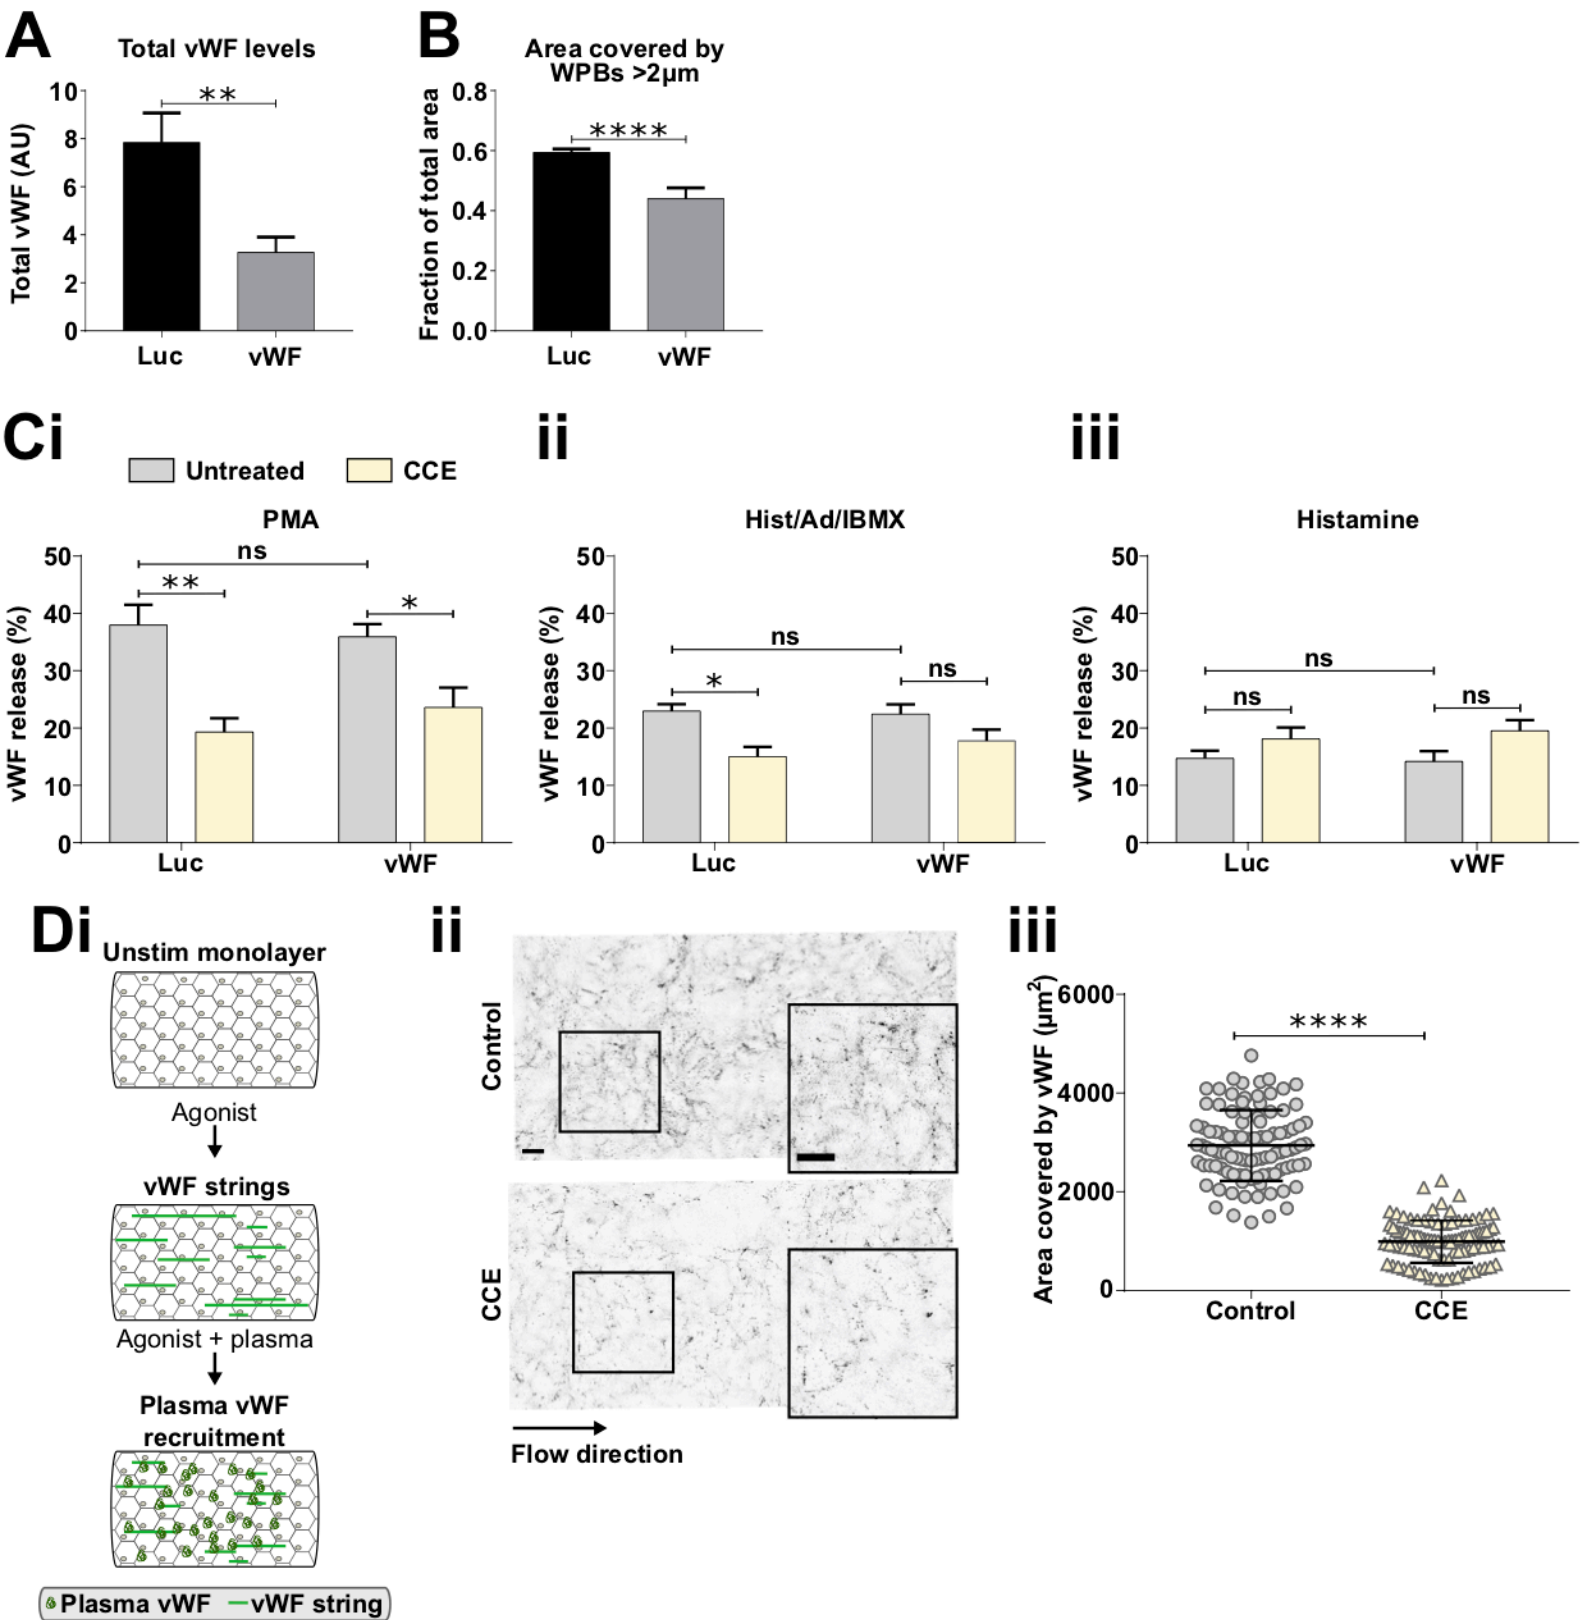 A
Total vWF levels
Total vWF (AU)
10
8
6
4
2
0
**
Luc
vWF
B
Area covered by
WPBs >2μm
Fraction of total area
0.8
0.6
0.4
0.2
0.0
****
Luc
vWF
Ci
Untreated
CCE
PMA
vWF release (%)
50
40
30
20
10
0
ns
**
*
Luc
vWF
ii
Hist/Ad/IBMX
vWF release (%)
50
40
30
20
10
0
ns
*
ns
Luc
vWF
iii
Histamine
vWF release (%)
50
40
30
20
10
0
ns
ns
ns
Luc
vWF
Di
Unstim monolayer
Agonist
vWF strings
Agonist + plasma
Plasma vWF
recruitment
Plasma vWF
vWF string
ii
Control
CCE
Flow direction
iii
Area covered by vWF (μm²)
6000
4000
2000
0
****
Control
CCE